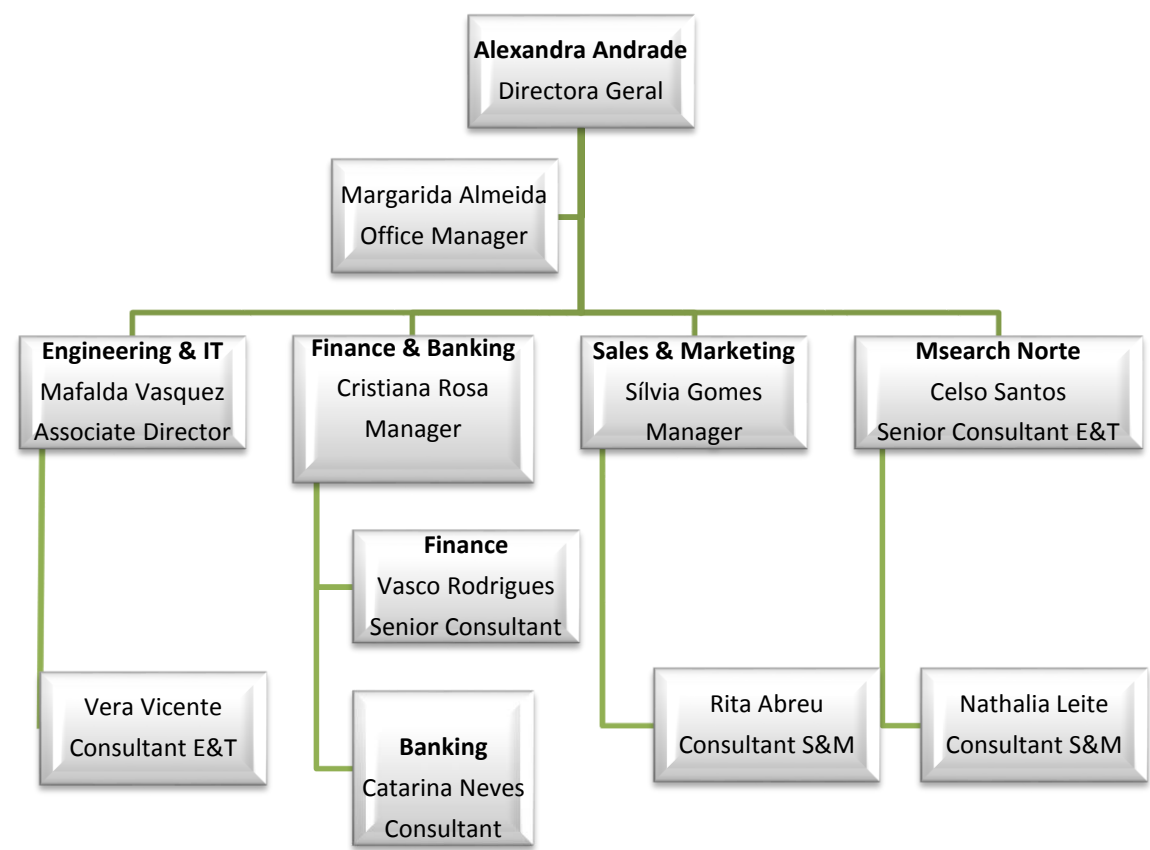 Alexandra Andrade
Directora Geral
Margarida Almeida
Office Manager
Engineering & IT
Mafalda Vasquez
Associate Director
Finance & Banking
Cristiana Rosa
Manager
Sales & Marketing
Sílvia Gomes
Manager
Msearch Norte
Celso Santos
Senior Consultant E&T
Finance
Vasco Rodrigues
Senior Consultant
Vera Vicente
Consultant E&T
Banking
Catarina Neves
Consultant
Rita Abreu
Consultant S&M
Nathalia Leite
Consultant S&M